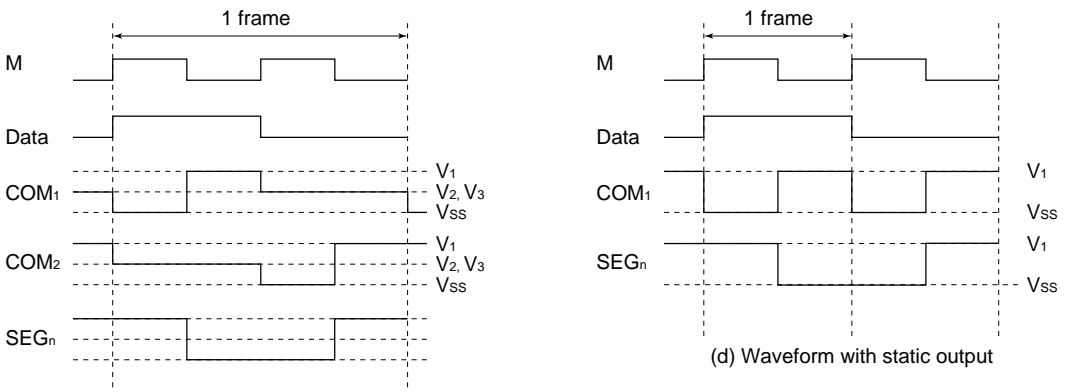 1 frame
M
Data
COM1
V1
V2, V3
VSS
COM2
V1
V2, V3
VSS
SEGn
1 frame
M
Data
COM1
V1
VSS
SEGn
V1
VSS
(d) Waveform with static output